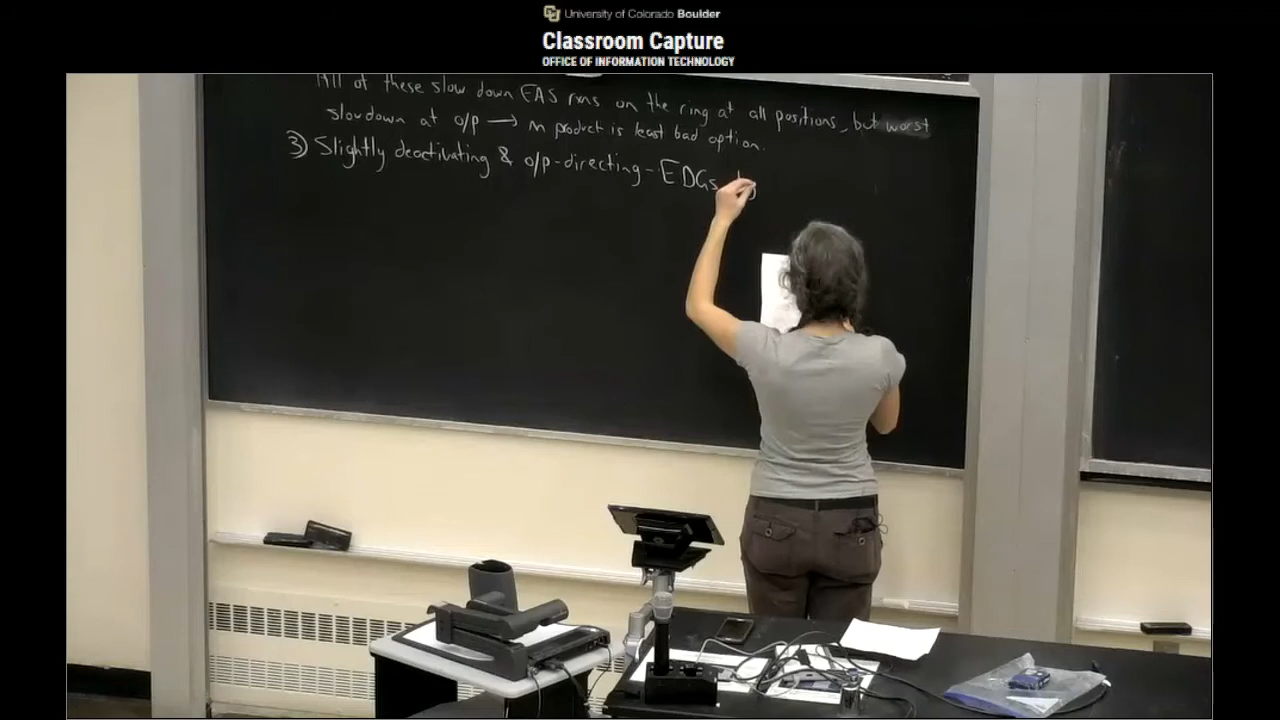 University of Colorado Boulder
Classroom Capture
OFFICE OF INFORMATION TECHNOLOGY
All of these slow down EAS rxns on the ring at all positions, but worst
slowdown at o/p → m product is least bad option.
3) Slightly deactivating & o/p-directing - EDGs